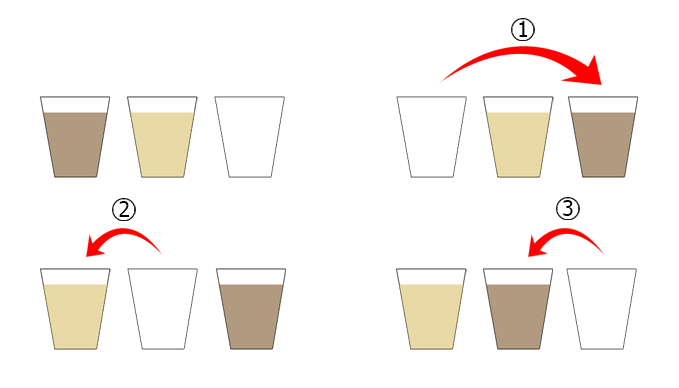 ①
②
③